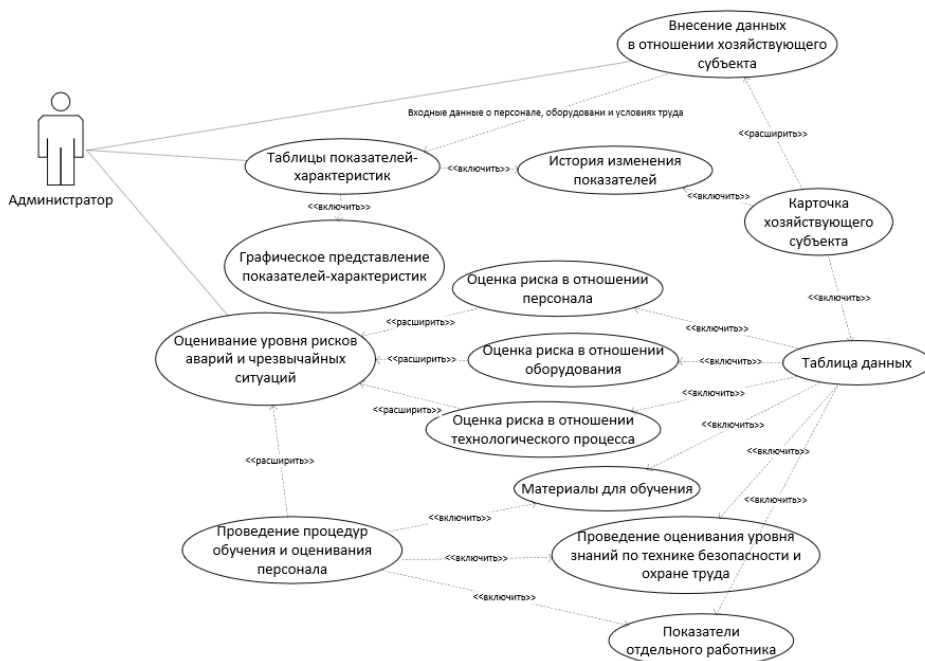 Внесение данных
в отношении хозяйствующего
субъекта
Входные данные о персонале, оборудовани и условиях труда
<<расширить>>
Администратор
Таблицы показателей-
характеристик
<<включить>>
История изменения
показателей
<<включить>>
<<включить>>
Карточка
хозяйствующего
субъекта
Графическое представление
показателей-характеристик
Оценка риска в отношении
персонала
<<включить>>
<<расширить>>
<<включить>>
Оценивание уровня рисков
аварий и чрезвычайных
ситуаций
<<расширить>>
Оценка риска в отношении
оборудования
<<включить>>
Таблица данных
<<расширить>>
Оценка риска в отношении
технологического процесса
<<включить>>
<<включить>>
<<расширить>>
<<включить>>
Материалы для обучения
<<включить>>
<<включить>>
Проведение процедур
обучения и оценивания
персонала
<<включить>>
Проведение оценивания уровня
знаний по технике безопасности и
охране труда
<<включить>>
Показатели
отдельного работника